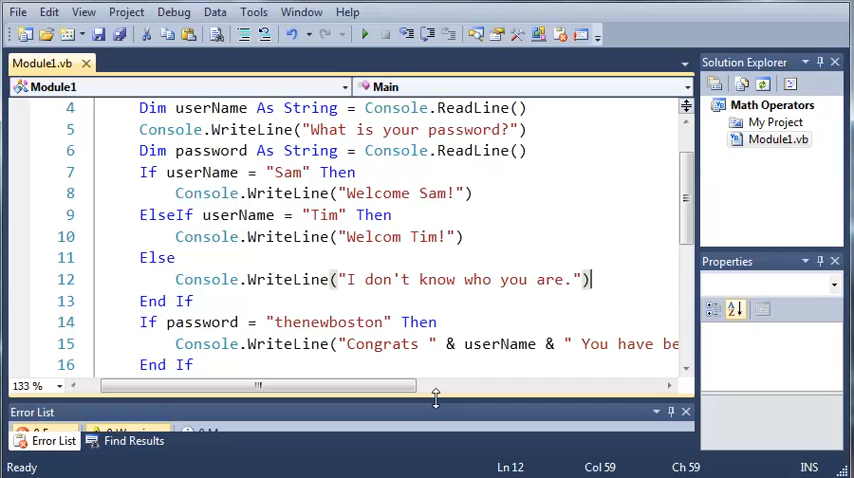 File Edit View Project Debug Data Tools Window Help
Module1.vb
Module1
Main
4 Dim userName As String = Console.ReadLine()
5 Console.WriteLine("What is your password?")
6 Dim password As String = Console.ReadLine()
7 If userName = "Sam" Then
8 Console.WriteLine("Welcome Sam!")
9 ElseIf userName = "Tim" Then
10 Console.WriteLine("Welcom Tim!")
11 Else
12 Console.WriteLine("I don't know who you are.")
13 End If
14 If password = "thenewboston" Then
15 Console.WriteLine("Congrats " & userName & " You have be
16 End If
133 %
Solution Explorer
Math Operators
My Project
Module1.vb
Properties
Error List
Error List Find Results
Ready Ln 12 Col 59 Ch 59 INS